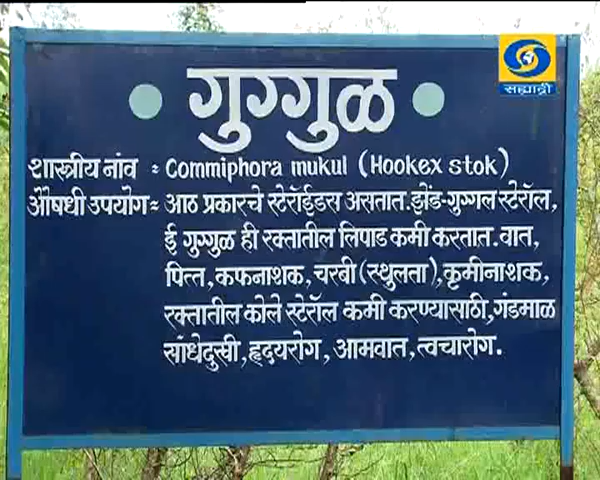 सह्याद्री
गुग्गुळ
शास्त्रीय नांव = Commiphora mukul (Hookex stok)
औषधी उपयोग = आठ प्रकारचे स्टेरॉईडस असतात. झेंड-गुग्गल स्टेरॉल,
ई गुग्गुळ ही रक्तातील लिपाड कमी करतात. वात,
पित्त, कफनाशक, चरबी (स्थुलता), कृमीनाशक,
रक्तातील कोले स्टेरॉल कमी करण्यासाठी, गंडमाळ
सांधेदुखी, हृदयरोग, आमवात, त्वचारोग.